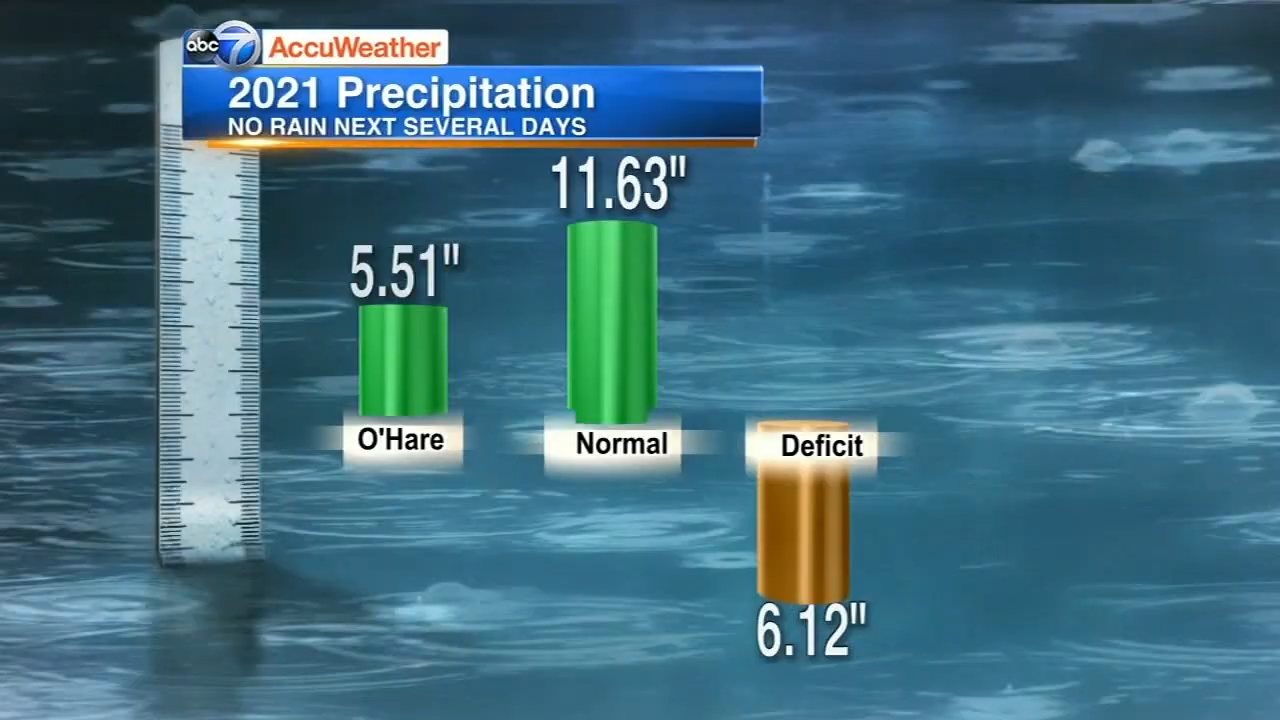 abc 7 AccuWeather
2021 Precipitation
NO RAIN NEXT SEVERAL DAYS
11.63"
5.51"
O'Hare
Normal
Deficit
6.12"